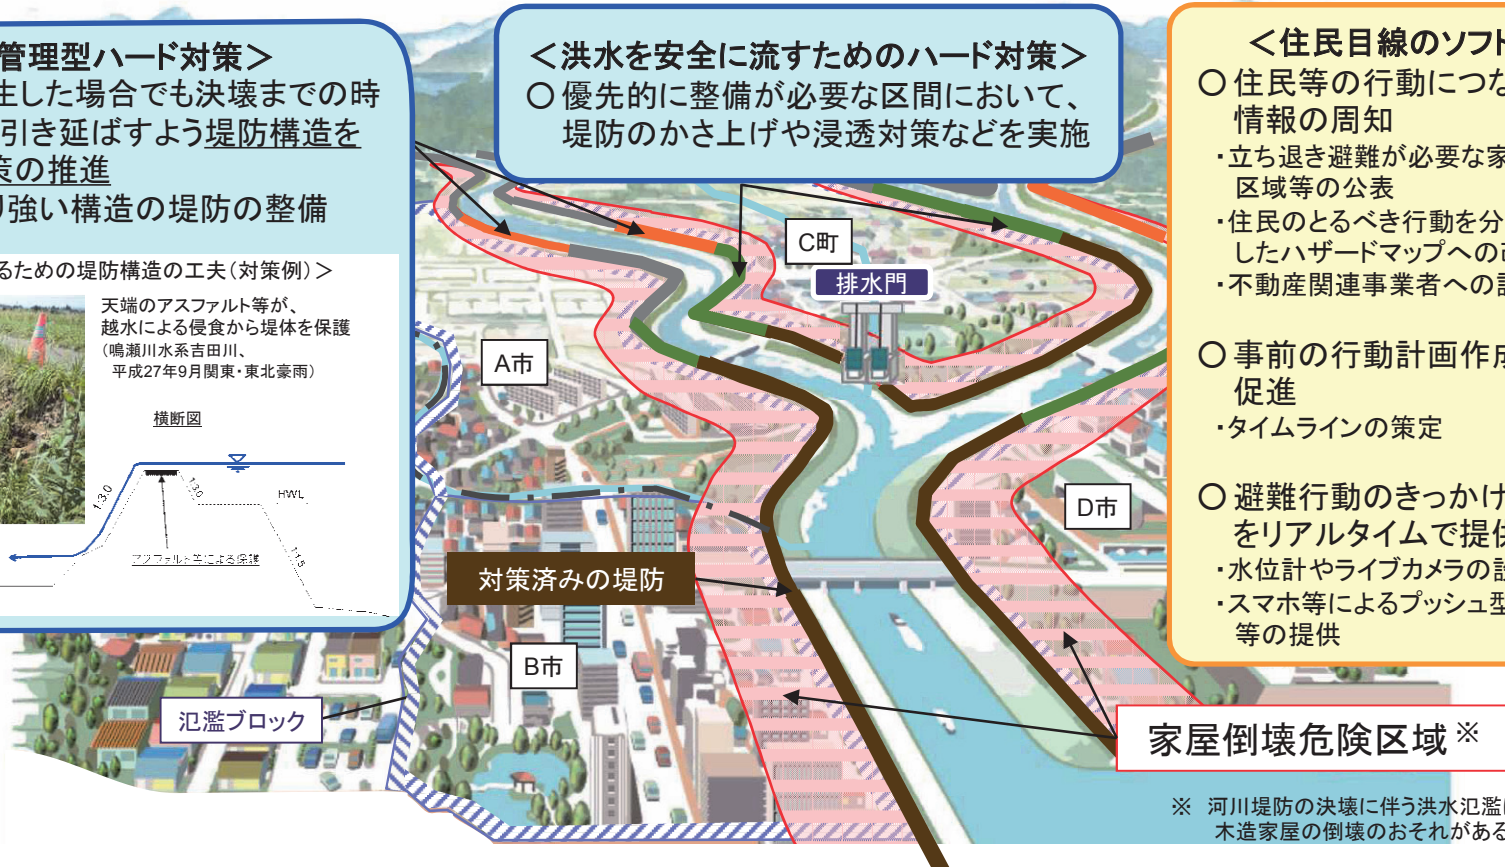 管理型ハード対策＞
生した場合でも決壊までの時
引き延ばすよう堤防構造を
策の推進
り強い構造の堤防の整備
るための堤防構造の工夫（対策例）＞
天端のアスファルト等が、
越水による侵食から堤体を保護
（鳴瀬川水系吉田川、
平成27年9月関東・東北豪雨）
横断図
1:3.0
1:3.0
HWL
1:1.5
アスファルト等による保護
＜洪水を安全に流すためのハード対策＞
○優先的に整備が必要な区間において、
堤防のかさ上げや浸透対策などを実施
C町
排水門
A市
D市
対策済みの堤防
B市
氾濫ブロック
＜住民目線のソフト
○住民等の行動につな
情報の周知
・立ち退き避難が必要な家
区域等の公表
・住民のとるべき行動を分
したハザードマップへの
・不動産関連事業者への
○事前の行動計画作成
促進
・タイムラインの策定
○避難行動のきっかけ
をリアルタイムで提供
・水位計やライブカメラの設
・スマホ等によるプッシュ型
等の提供
家屋倒壊危険区域※
※ 河川堤防の決壊に伴う洪水氾濫
木造家屋の倒壊のおそれがある